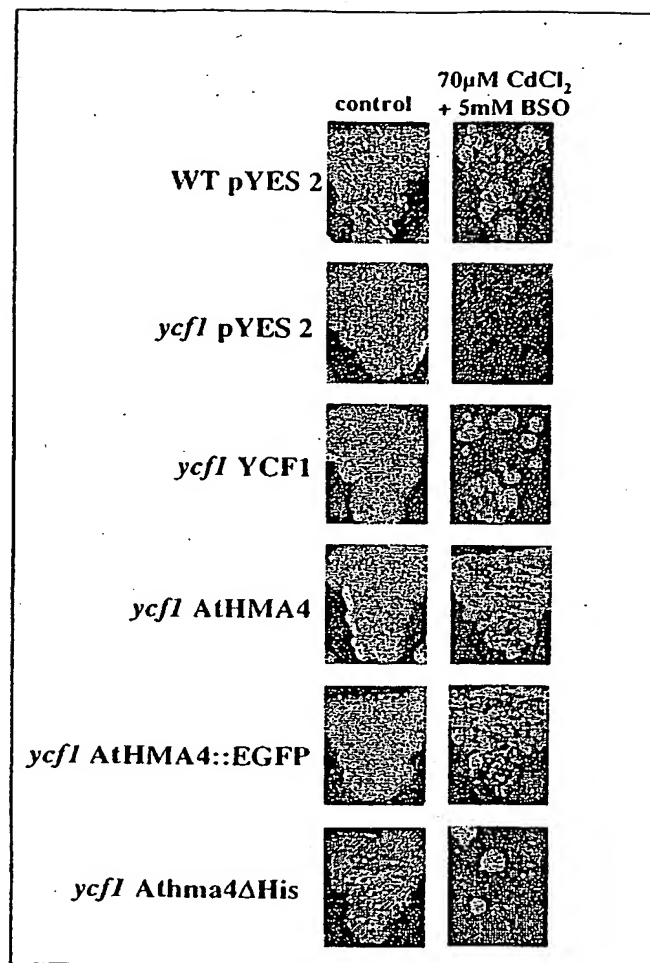 control
70µM CdCl₂
+ 5mM BSO
WT pYES 2
ycf1 pYES 2
ycf1 YCF1
ycf1 AtHMA4
ycf1 AtHMA4::EGFP
ycf1 Athma4ΔHis